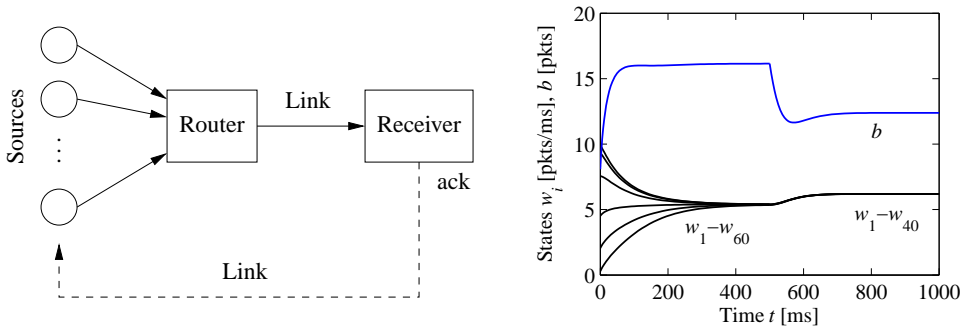 Sources
...
Router
Link
Receiver
ack
Link
States w_i [pkts/ms], b [pkts]
20
15
10
5
0
b
w_1–w_60
w_1–w_40
0 200 400 600 800 1000
Time t [ms]